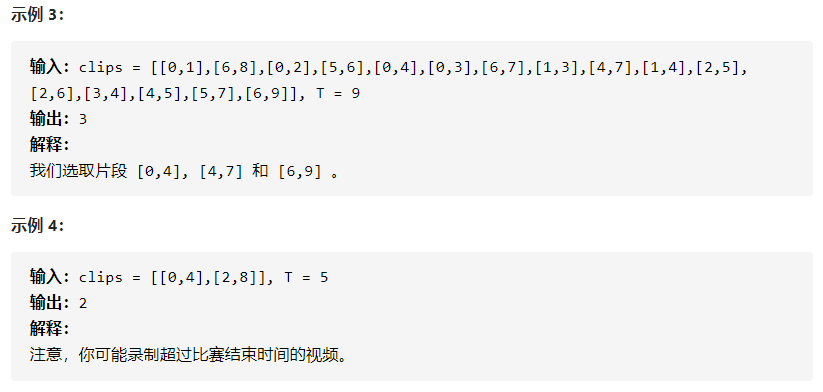 示例 3：
输入：clips = [[0,1],[6,8],[0,2],[5,6],[0,4],[0,3],[6,7],[1,3],[4,7],[1,4],[2,5],
[2,6],[3,4],[4,5],[5,7],[6,9]], T = 9
输出：3
解释：
我们选取片段 [0,4], [4,7] 和 [6,9] 。
示例 4：
输入：clips = [[0,4],[2,8]], T = 5
输出：2
解释：
注意，你可能录制超过比赛结束时间的视频。